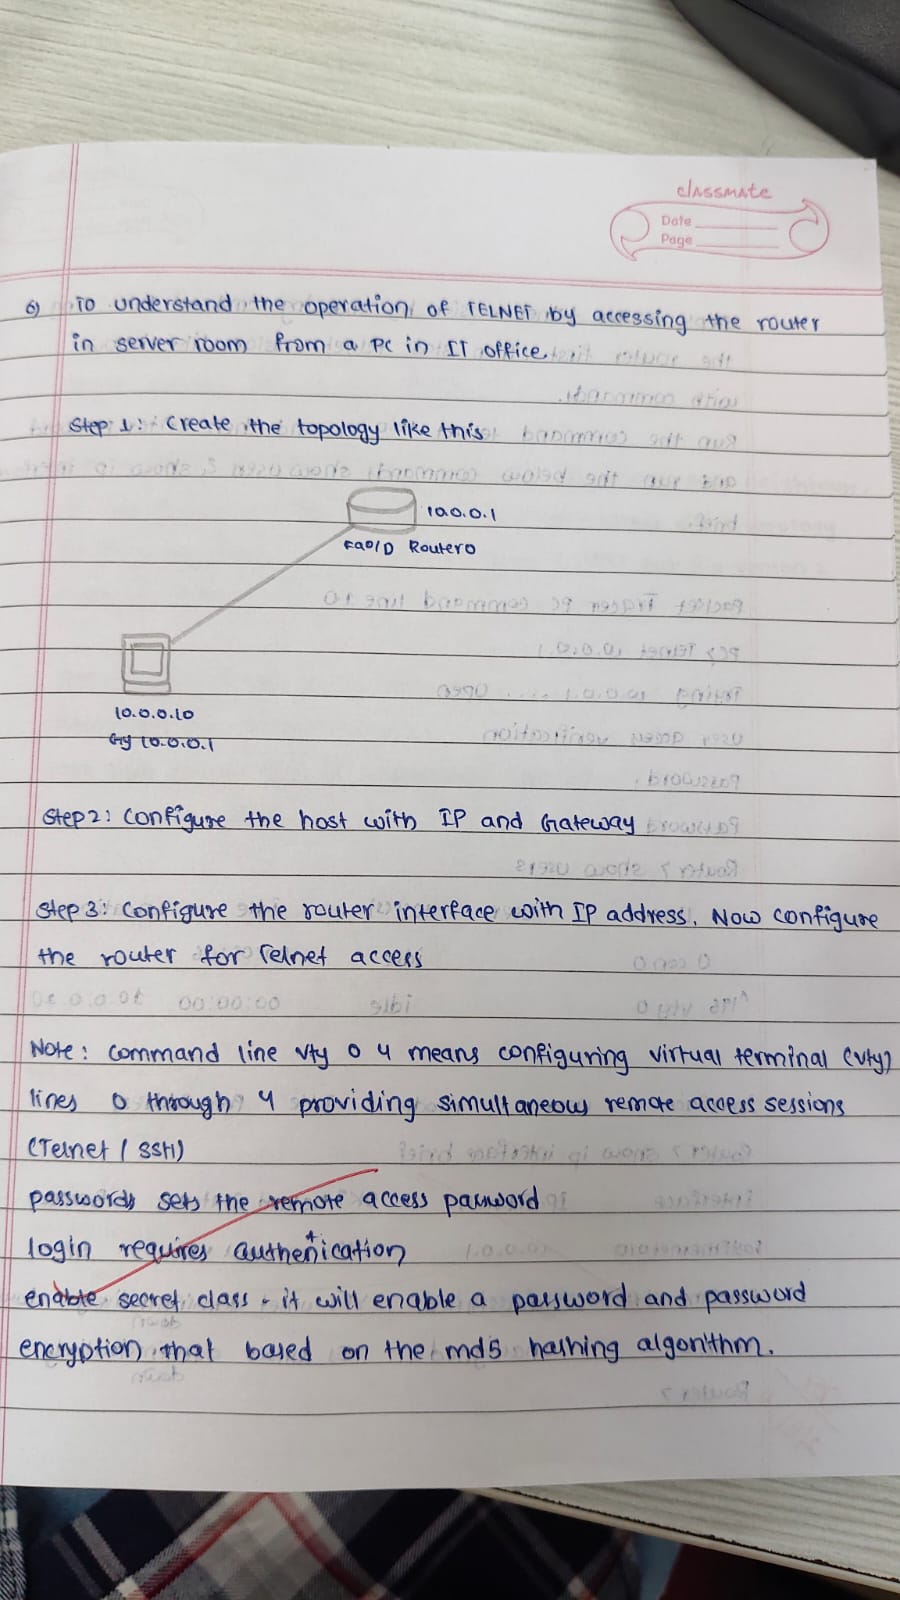 classmate
Date
Page
6) To understand the operation of TELNET by accessing the router
in server room from a PC in IT office.
Step 1: Create the topology like this
10.0.0.1
Fa0/0 Router0
10.0.0.10
Gy 10.0.0.1
Step 2: Configure the host with IP and Gateway
Step 3: Configure the router interface with IP address. Now configure
the router for Telnet access
Note: Command line vty 0 4 means configuring virtual terminal (vty)
lines 0 through 4 providing simultaneous remote access sessions
(Telnet / SSH)
passwords sets the remote access password
login requires authentication
enable secret class - it will enable a password and password
encryption that based on the md5 hashing algorithm.